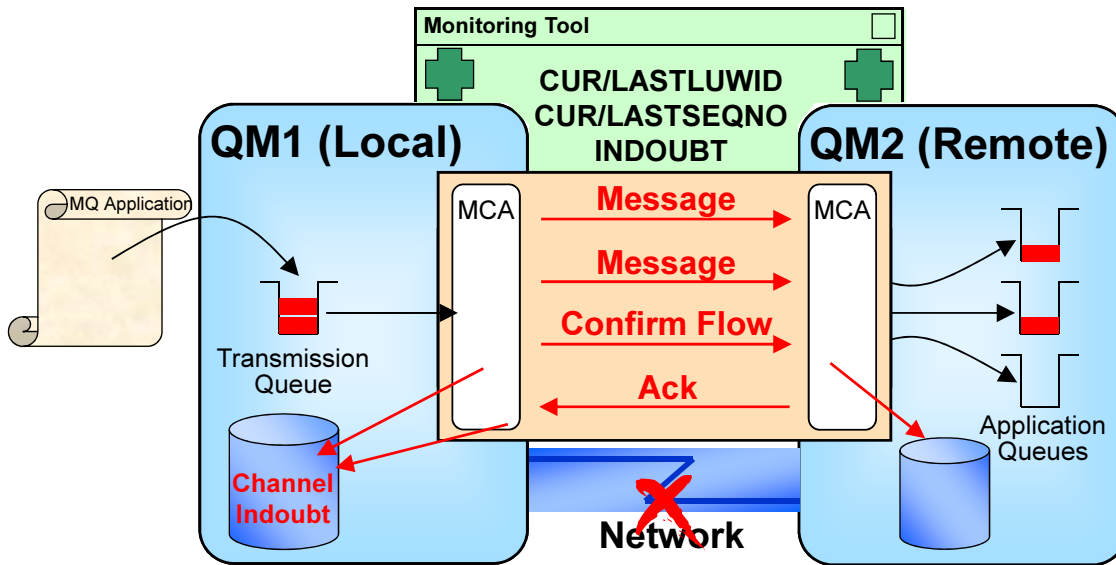 Monitoring Tool
CUR/LASTLUWID
CUR/LASTSEQNO
INDOUBT
QM1 (Local)
QM2 (Remote)
MQ Application
MCA
Message
MCA
Message
Confirm Flow
Ack
Transmission
Queue
Application
Queues
Channel
Indoubt
Network